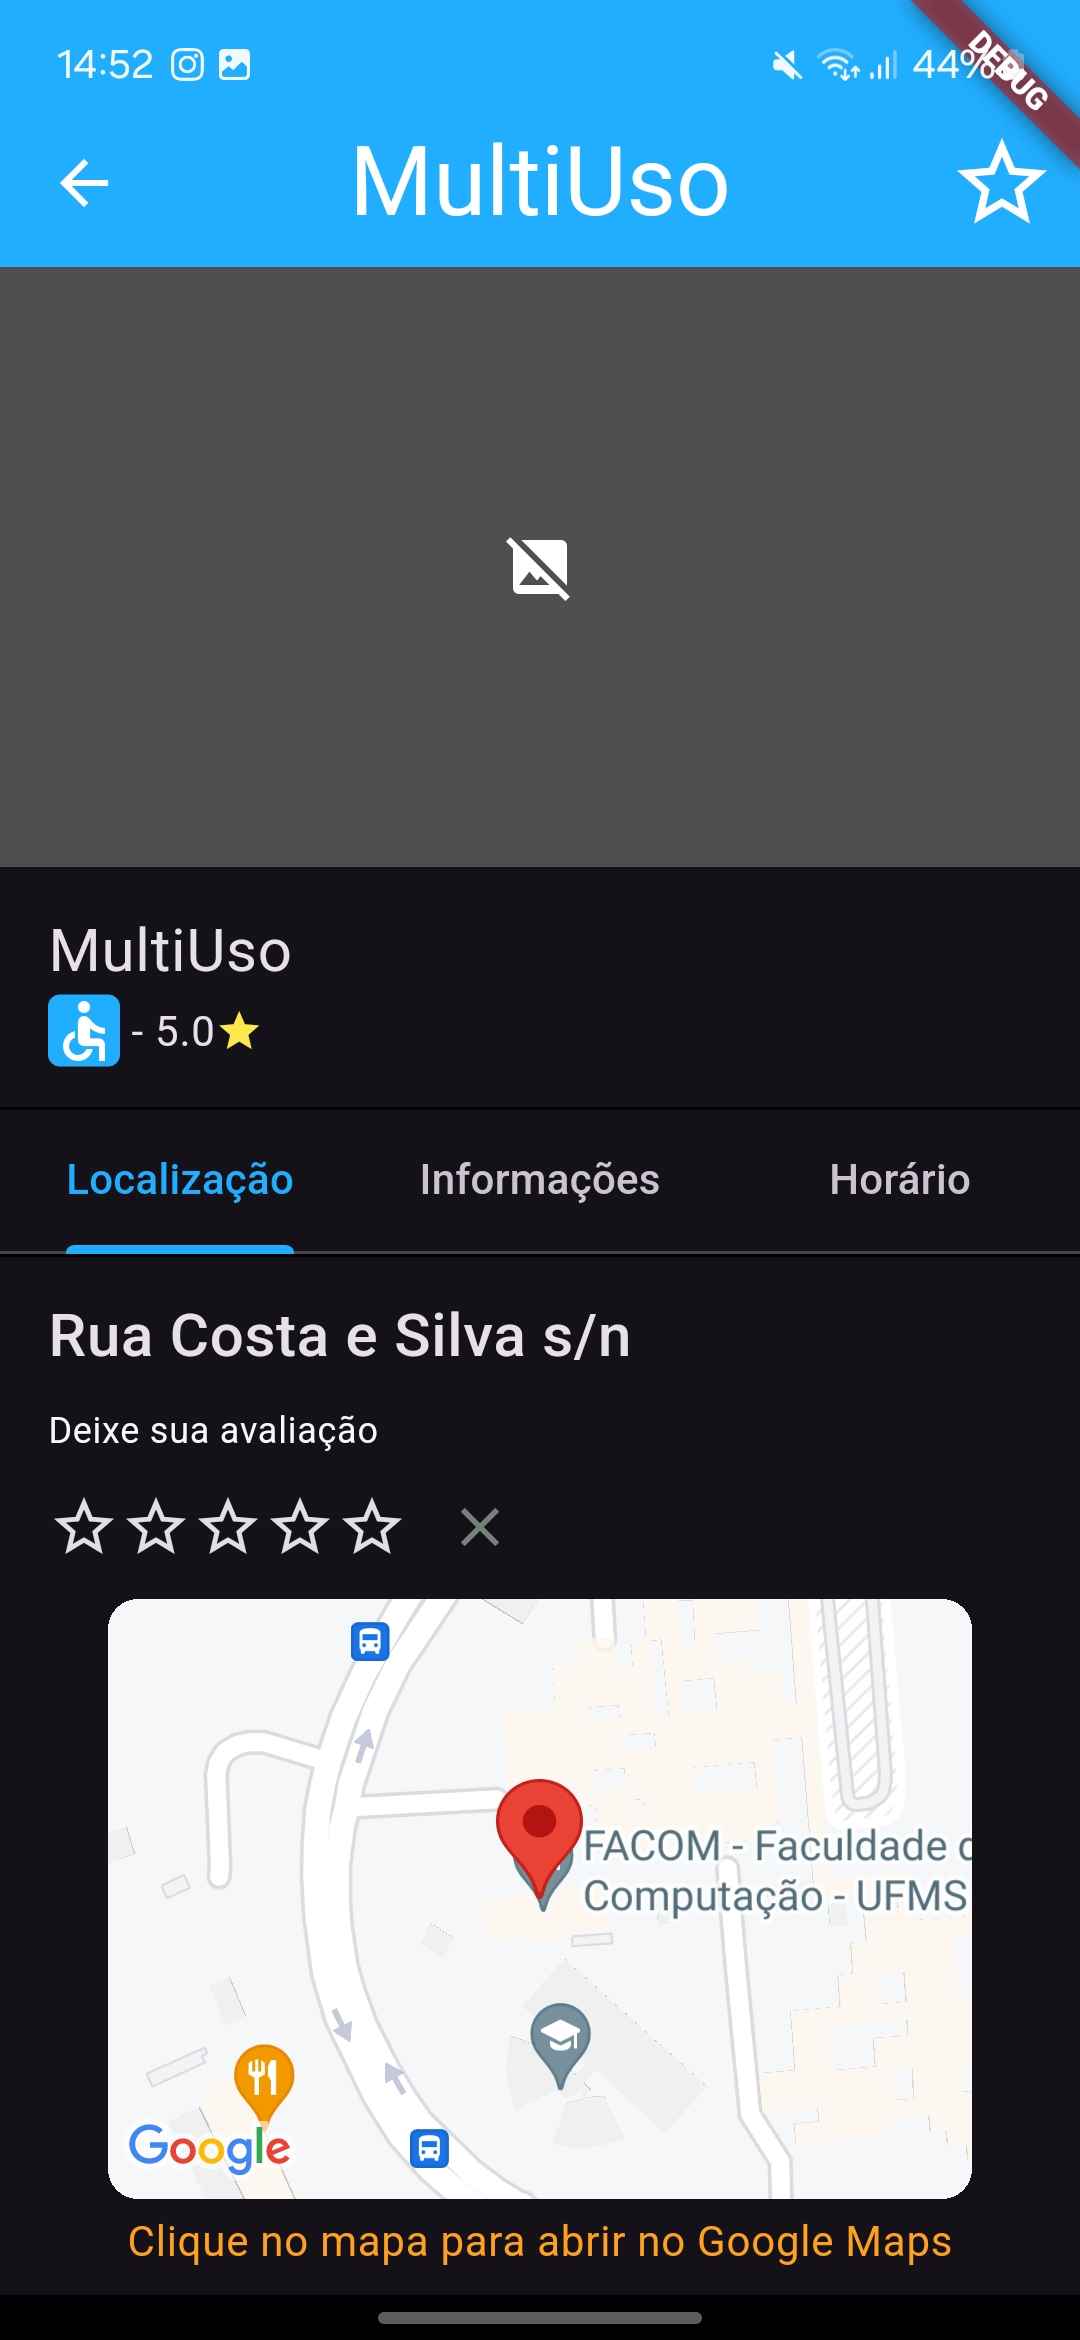 14:52
44%
DEBUG
MultiUso
MultiUso
- 5.0
Localização
Informações
Horário
Rua Costa e Silva s/n
Deixe sua avaliação
FACOM - Faculdade d
Computação - UFMS
Google
Clique no mapa para abrir no Google Maps